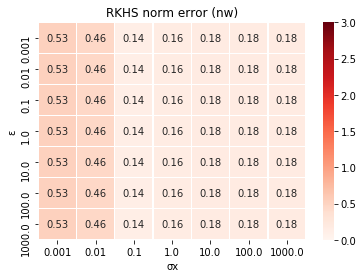 RKHS norm error (nw)
ε
0.001 0.53 0.46 0.14 0.16 0.18 0.18 0.18
0.01 0.53 0.46 0.14 0.16 0.18 0.18 0.18
0.1 0.53 0.46 0.14 0.16 0.18 0.18 0.18
1.0 0.53 0.46 0.14 0.16 0.18 0.18 0.18
10.0 0.53 0.46 0.14 0.16 0.18 0.18 0.18
100.0 0.53 0.46 0.14 0.16 0.18 0.18 0.18
1000.0 0.53 0.46 0.14 0.16 0.18 0.18 0.18
0.001 0.01 0.1 1.0 10.0 100.0 1000.0
σx
3.0
2.5
2.0
1.5
1.0
0.5
0.0